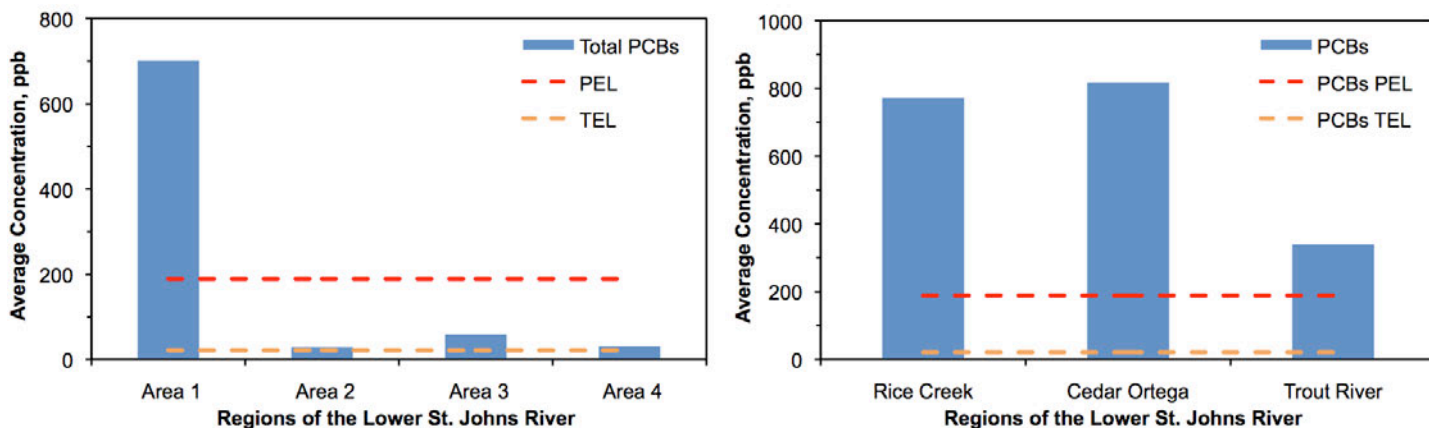 Average Concentration, ppb
800
600
400
200
0
Total PCBs
PEL
TEL
Area 1 Area 2 Area 3 Area 4
Regions of the Lower St. Johns River
Average Concentration, ppb
1000
800
600
400
200
0
PCBs
PCBs PEL
PCBs TEL
Rice Creek Cedar Ortega Trout River
Regions of the Lower St. Johns River